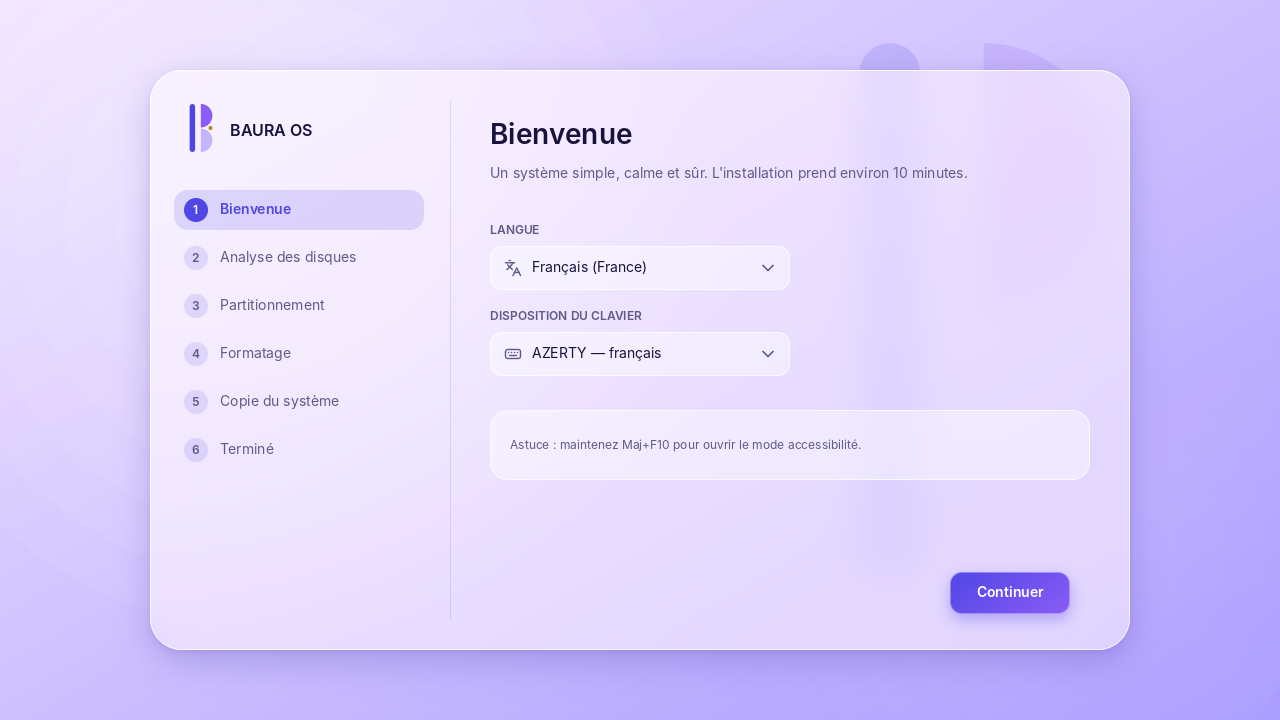 BAURA OS
1 Bienvenue
2 Analyse des disques
3 Partitionnement
4 Formatage
5 Copie du système
6 Terminé
Bienvenue
Un système simple, calme et sûr. L'installation prend environ 10 minutes.
LANGUE
Français (France)
DISPOSITION DU CLAVIER
AZERTY — français
Astuce : maintenez Maj+F10 pour ouvrir le mode accessibilité.
Continuer